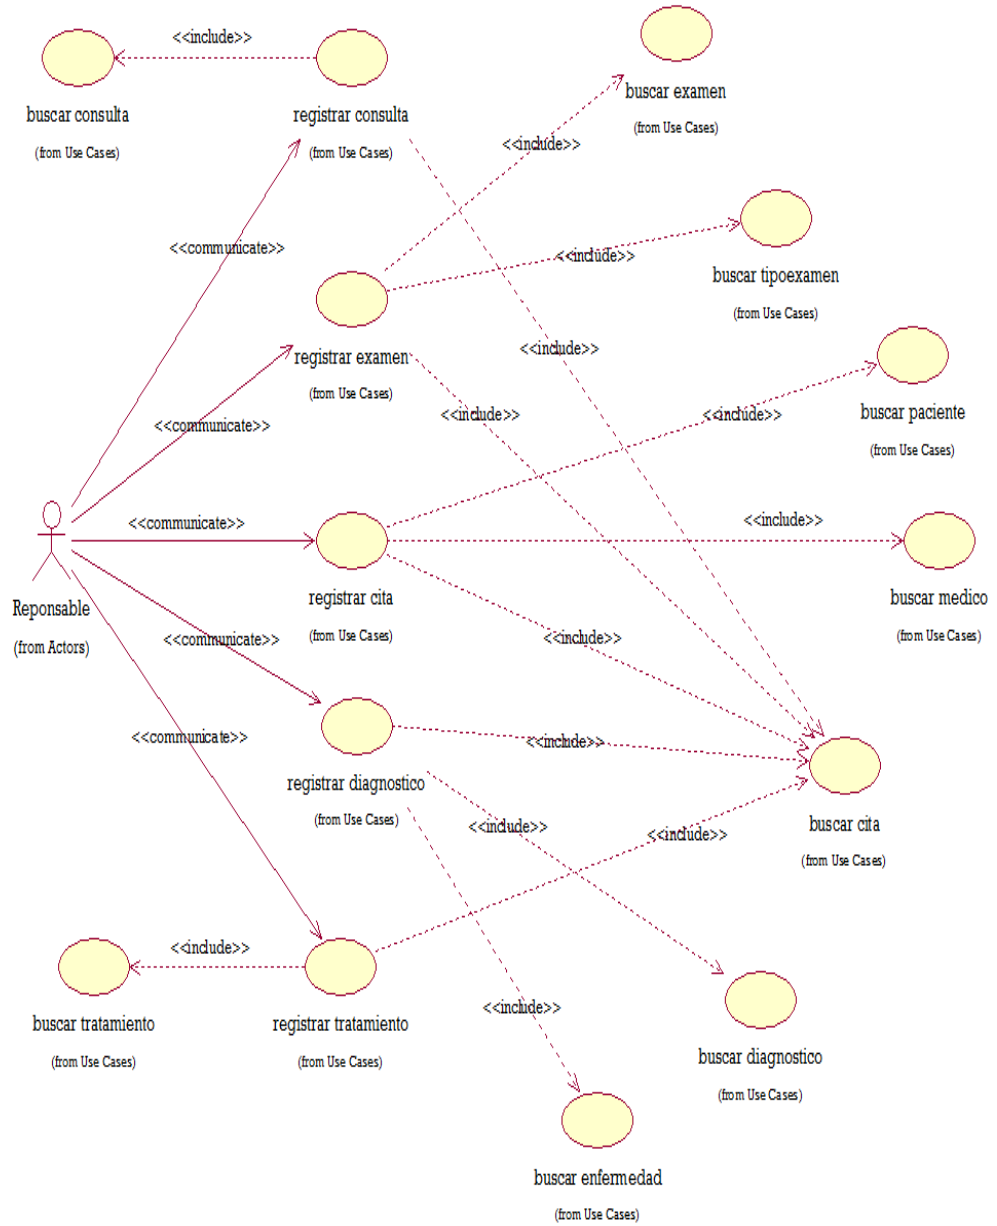 <<include>>
buscar consulta
(from Use Cases)
registrar consulta
(from Use Cases)
buscar examen
(from Use Cases)
<<include>>
<<communicate>>
<<include>>
buscar tipoexamen
(from Use Cases)
registrar examen
(from Use Cases)
<<include>>
<<include>>
<<include>>
buscar paciente
(from Use Cases)
<<communicate>>
<<communicate>>
<<include>>
Reponsable
(from Actors)
registrar cita
(from Use Cases)
buscar medico
(from Use Cases)
<<communicate>>
<<include>>
<<communicate>>
<<include>>
registrar diagnostico
(from Use Cases)
<<include>>
<<include>>
buscar cita
(from Use Cases)
<<include>>
buscar tratamiento
(from Use Cases)
registrar tratamiento
(from Use Cases)
<<include>>
buscar diagnostico
(from Use Cases)
buscar enfermedad
(from Use Cases)